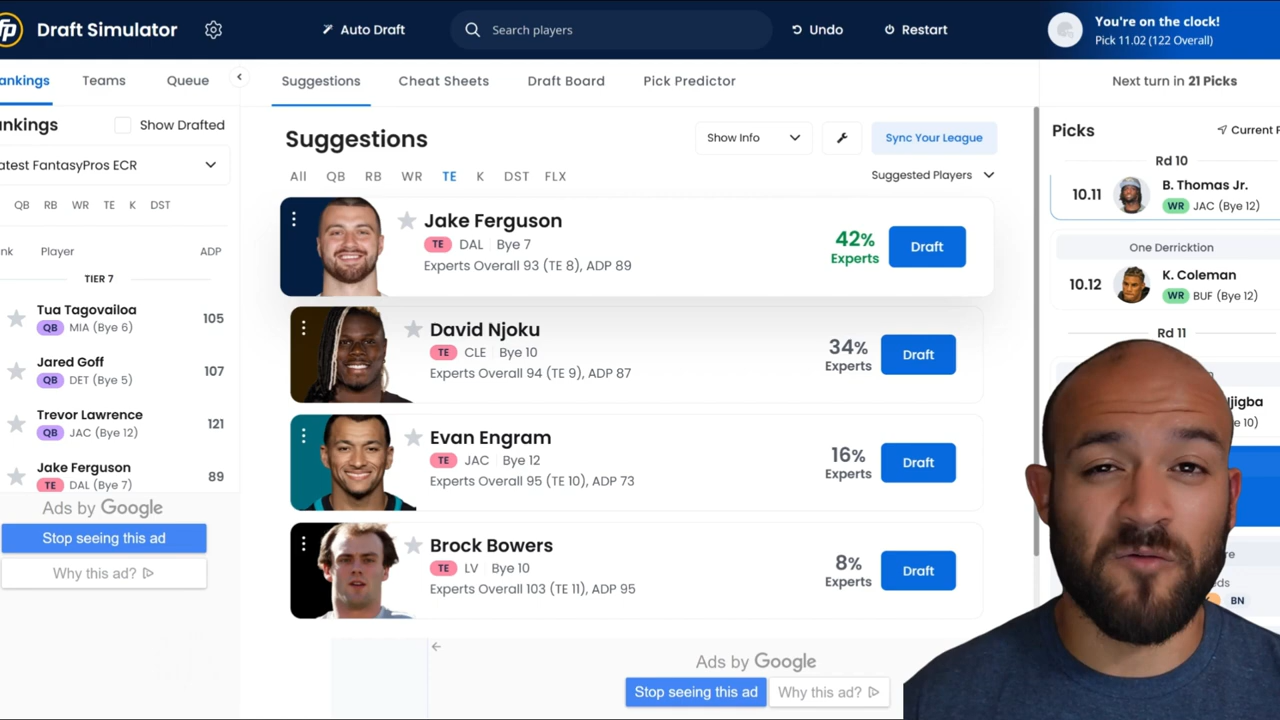 fp
Draft Simulator
Auto Draft
Search players
Undo
Restart
You're on the clock!
Pick 11.02 (122 Overall)
ankings
Teams
Queue
Suggestions
Cheat Sheets
Draft Board
Pick Predictor
Next turn in 21 Picks
nkings
Show Drafted
atest FantasyPros ECR
QB RB WR TE K DST
nk Player ADP
TIER 7
Tua Tagovailoa
QB MIA (Bye 6)
105
Jared Goff
QB DET (Bye 5)
107
Trevor Lawrence
QB JAC (Bye 12)
121
Jake Ferguson
TE DAL (Bye 7)
89
Ads by Google
Stop seeing this ad
Why this ad?
Suggestions
Show Info
Sync Your League
All QB RB WR TE K DST FLX
Suggested Players
Jake Ferguson
TE DAL Bye 7
Experts Overall 93 (TE 8), ADP 89
42%
Experts
Draft
David Njoku
TE CLE Bye 10
Experts Overall 94 (TE 9), ADP 87
34%
Experts
Draft
Evan Engram
TE JAC Bye 12
Experts Overall 95 (TE 10), ADP 73
16%
Experts
Draft
Brock Bowers
TE LV Bye 10
Experts Overall 103 (TE 11), ADP 95
8%
Experts
Draft
Ads by Google
Stop seeing this ad
Why this ad?
Picks
Current P
Rd 10
10.11
B. Thomas Jr.
WR JAC (Bye 12)
One Derricktion
10.12
K. Coleman
WR BUF (Bye 12)
Rd 11
jigba
e 10)
re
ds
BN